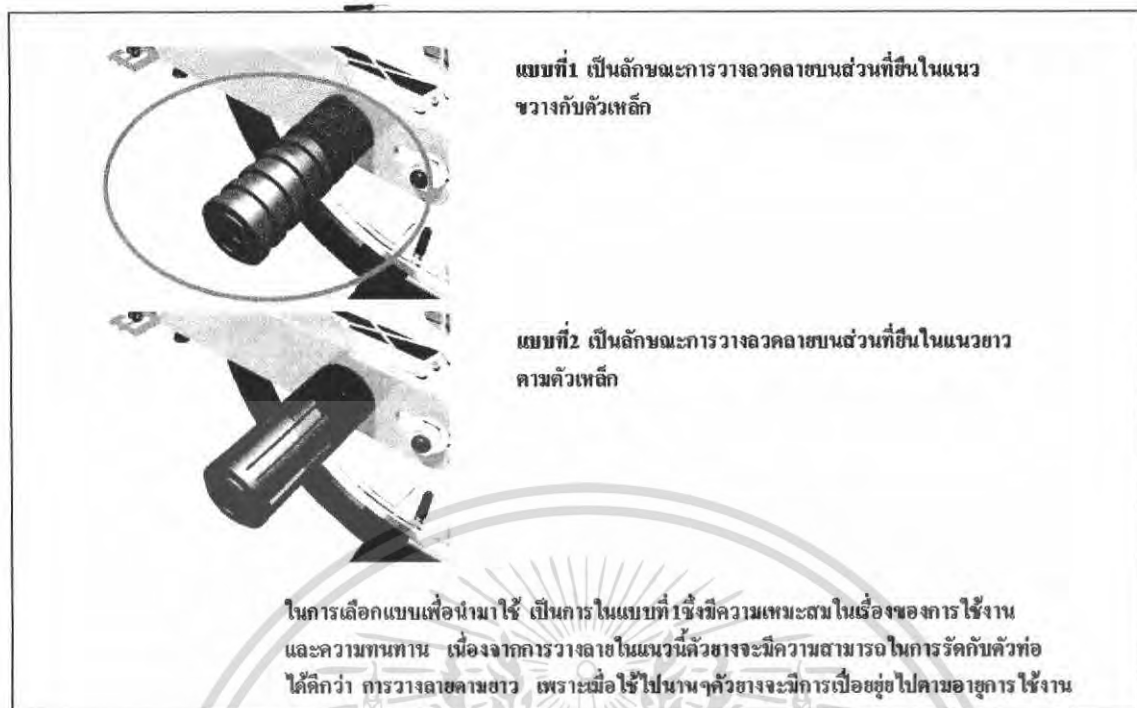 แบบที่1 เป็นลักษณะการวางลวดลายบนส่วนที่ยืนในแนว
ขวางกับตัวเหล็ก
แบบที่2 เป็นลักษณะการวางลวดลายบนส่วนที่ยืนในแนวยาว
ตามตัวเหล็ก
ในการเลือกแบบเพื่อนำมาใช้ เป็นการในแบบที่1ซึ่งมีความเหมะสมในเรื่องของการใช้งาน
และความทนทาน เนื่องจากการวางลายในแนวนี้ตัวยางจะมีความสามารถในการรัดกับตัวท่อ
ได้ดีกว่า การวางลายตามยาว เพราะเมื่อใช้ไปนานๆตัวยางจะมีการเปื่อยยุ่ยไปตามอายุการใช้งาน